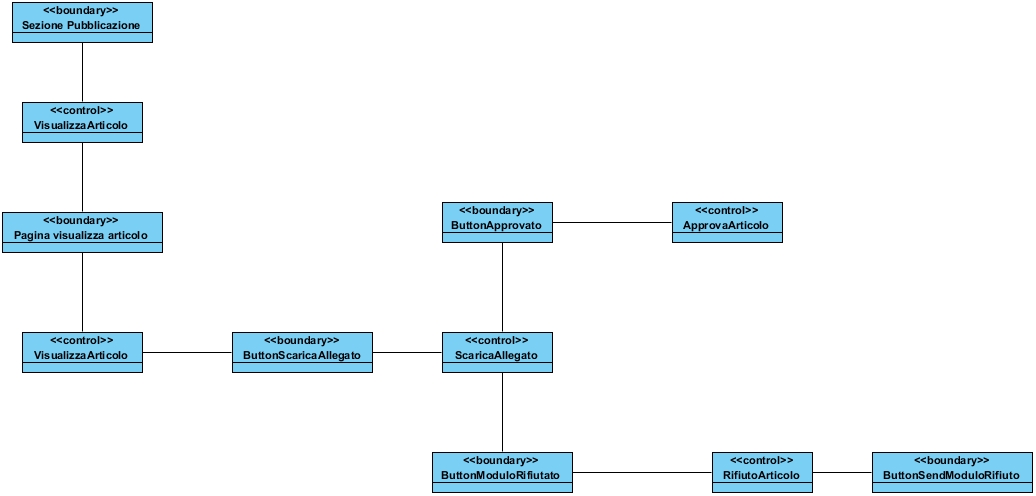 <<boundary>>
Sezione Pubblicazione
<<control>>
VisualizzaArticolo
<<boundary>>
Pagina visualizza articolo
<<boundary>>
ButtonApprovato
<<control>>
ApprovaArticolo
<<control>>
VisualizzaArticolo
<<boundary>>
ButtonScaricaAllegato
<<control>>
ScaricaAllegato
<<boundary>>
ButtonModuloRifiutato
<<control>>
RifiutoArticolo
<<boundary>>
ButtonSendModuloRifiuto